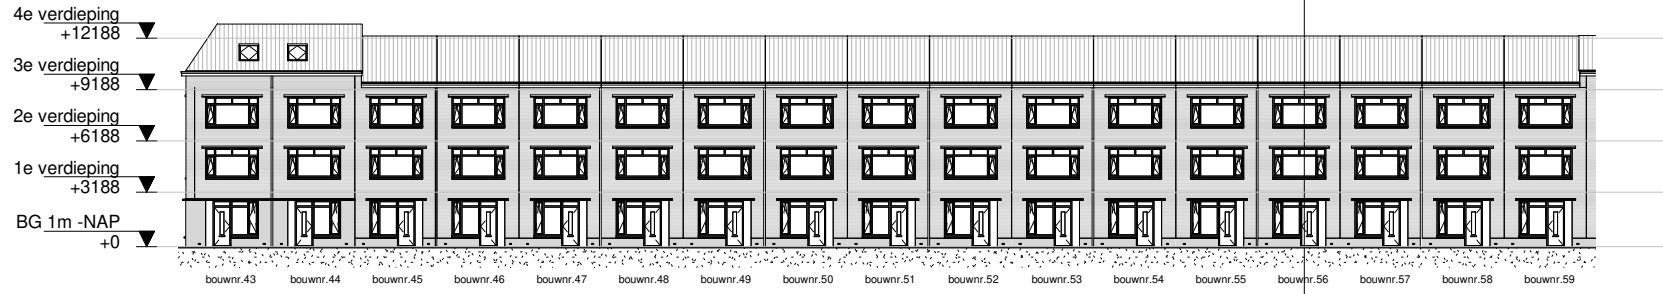 4e verdieping
+12188
3e verdieping
+9188
2e verdieping
+6188
1e verdieping
+3188
BG 1m -NAP
+0
bouwnr.43 bouwnr.44 bouwnr.45 bouwnr.46 bouwnr.47 bouwnr.48 bouwnr.49 bouwnr.50 bouwnr.51 bouwnr.52 bouwnr.53 bouwnr.54 bouwnr.55 bouwnr.56 bouwnr.57 bouwnr.58 bouwnr.59